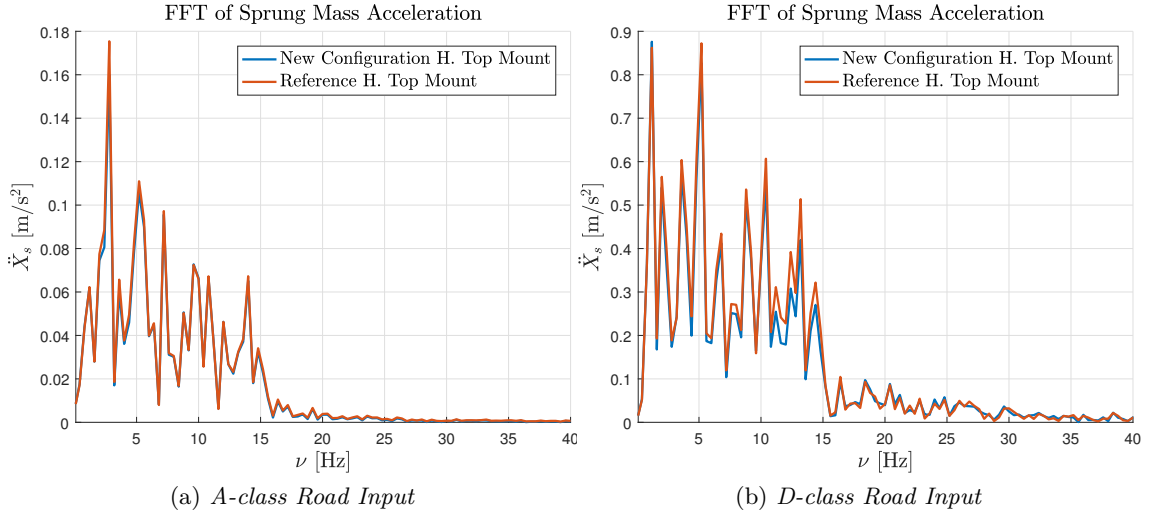 FFT of Sprung Mass Acceleration
0.18
0.16
0.14
0.12
0.1
0.08
0.06
0.04
0.02
0
Ẍs [m/s²]
New Configuration H. Top Mount
Reference H. Top Mount
5 10 15 20 25 30 35 40
ν [Hz]
(a) A-class Road Input
FFT of Sprung Mass Acceleration
0.9
0.8
0.7
0.6
0.5
0.4
0.3
0.2
0.1
0
Ẍs [m/s²]
New Configuration H. Top Mount
Reference H. Top Mount
5 10 15 20 25 30 35 40
ν [Hz]
(b) D-class Road Input